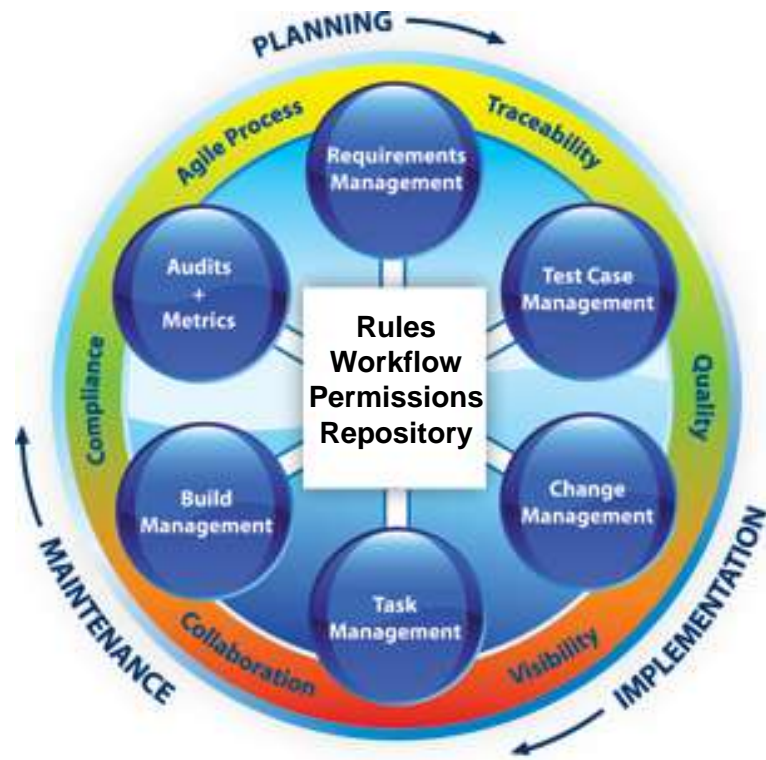 PLANNING
Agile Process
Traceability
Requirements
Management
Audits
+
Metrics
Test Case
Management
Rules
Workflow
Permissions
Repository
Compliance
Quality
Build
Management
Change
Management
Task
Management
Collaboration
Visibility
MAINTENANCE
IMPLEMENTATION